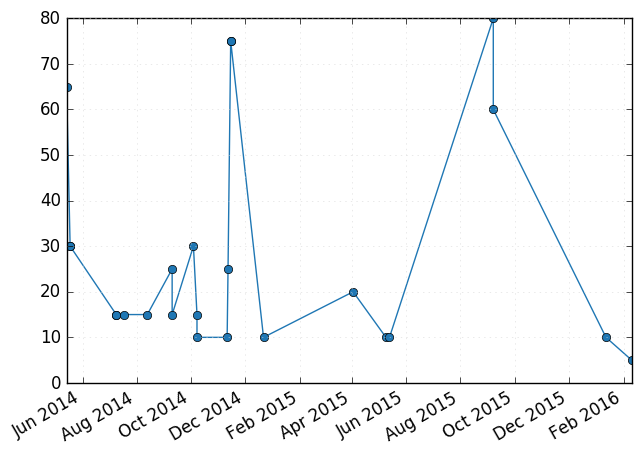 80
70
60
50
40
30
20
10
0
Jun 2014
Aug 2014
Oct 2014
Dec 2014
Feb 2015
Apr 2015
Jun 2015
Aug 2015
Oct 2015
Dec 2015
Feb 2016